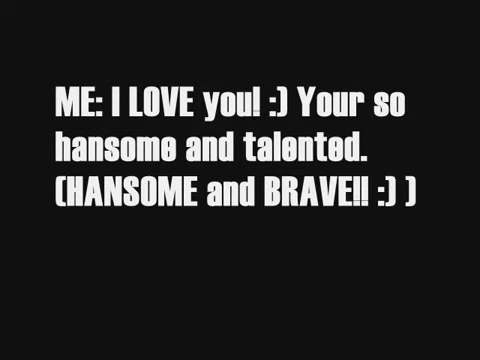 ME: I LOVE you! :) Your so
hansome and talented.
(HANSOME and BRAVE!! :) )